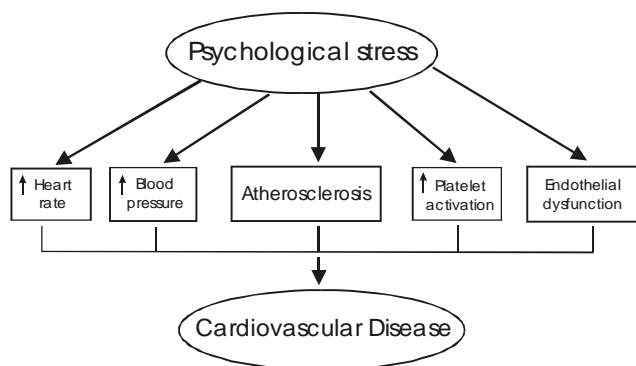 Psychological stress
↑ Heart
rate
↑ Blood
pressure
Atherosclerosis
↑ Platelet
activation
Endothelial
dysfunction
Cardiovascular Disease